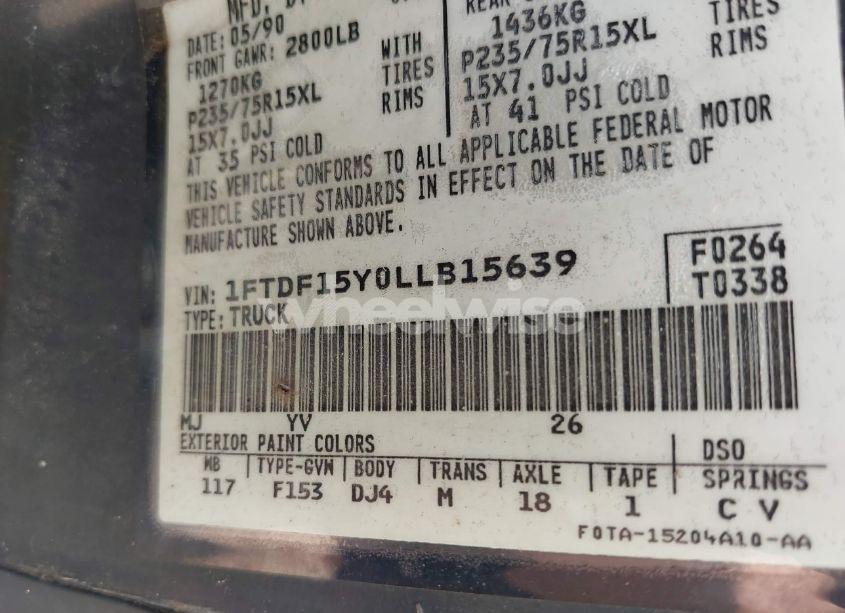 MFD. BY
DATE: 05/90
FRONT GAWR: 2800LB
1270KG WITH
P235/75R15XL TIRES
15X7.0JJ RIMS
AT 35 PSI COLD
REAR
1436KG
P235/75R15XL TIRES
15X7.0JJ RIMS
AT 41 PSI COLD
THIS VEHICLE CONFORMS TO ALL APPLICABLE FEDERAL MOTOR
VEHICLE SAFETY STANDARDS IN EFFECT ON THE DATE OF
MANUFACTURE SHOWN ABOVE.
VIN: 1FTDF15Y0LLB15639
F0264
T0338
TYPE: TRUCK
wheelwise
MJ YV 26
EXTERIOR PAINT COLORS DSO
WB TYPE-GVW BODY TRANS AXLE TAPE SPRINGS
117 F153 DJ4 M 18 1 C V
F0TA-15204A10-AA